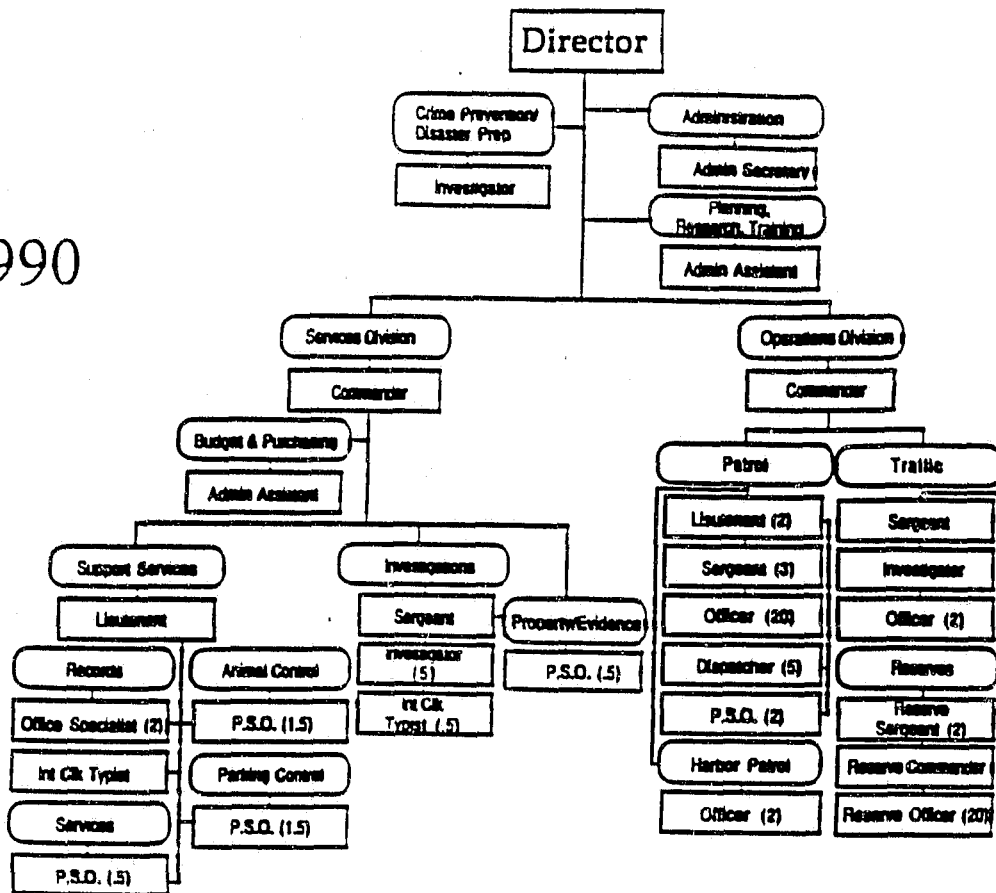 Director
Crime Prevention/
Disaster Prep
Investigator
Administration
Admin Secretary
Planning,
Research, Training
Admin Assistant
990
Services Division
Commander
Budget & Purchasing
Admin Assistant
Operations Division
Commander
Support Services
Lieutenant
Records
Office Specialist (2)
Int Clk Typist
Services
P.S.O. (.5)
Animal Control
P.S.O. (1.5)
Parking Control
P.S.O. (1.5)
Investigations
Sergeant
Investigator
(5)
Int Clk
Typist (.5)
Property/Evidence
P.S.O. (.5)
Patrol
Lieutenant (2)
Sergeant (3)
Officer (20)
Dispatcher (5)
P.S.O. (2)
Harbor Patrol
Officer (2)
Traffic
Sergeant
Investigator
Officer (2)
Reserves
Reserve
Sergeant (2)
Reserve Commander
Reserve Officer (20)